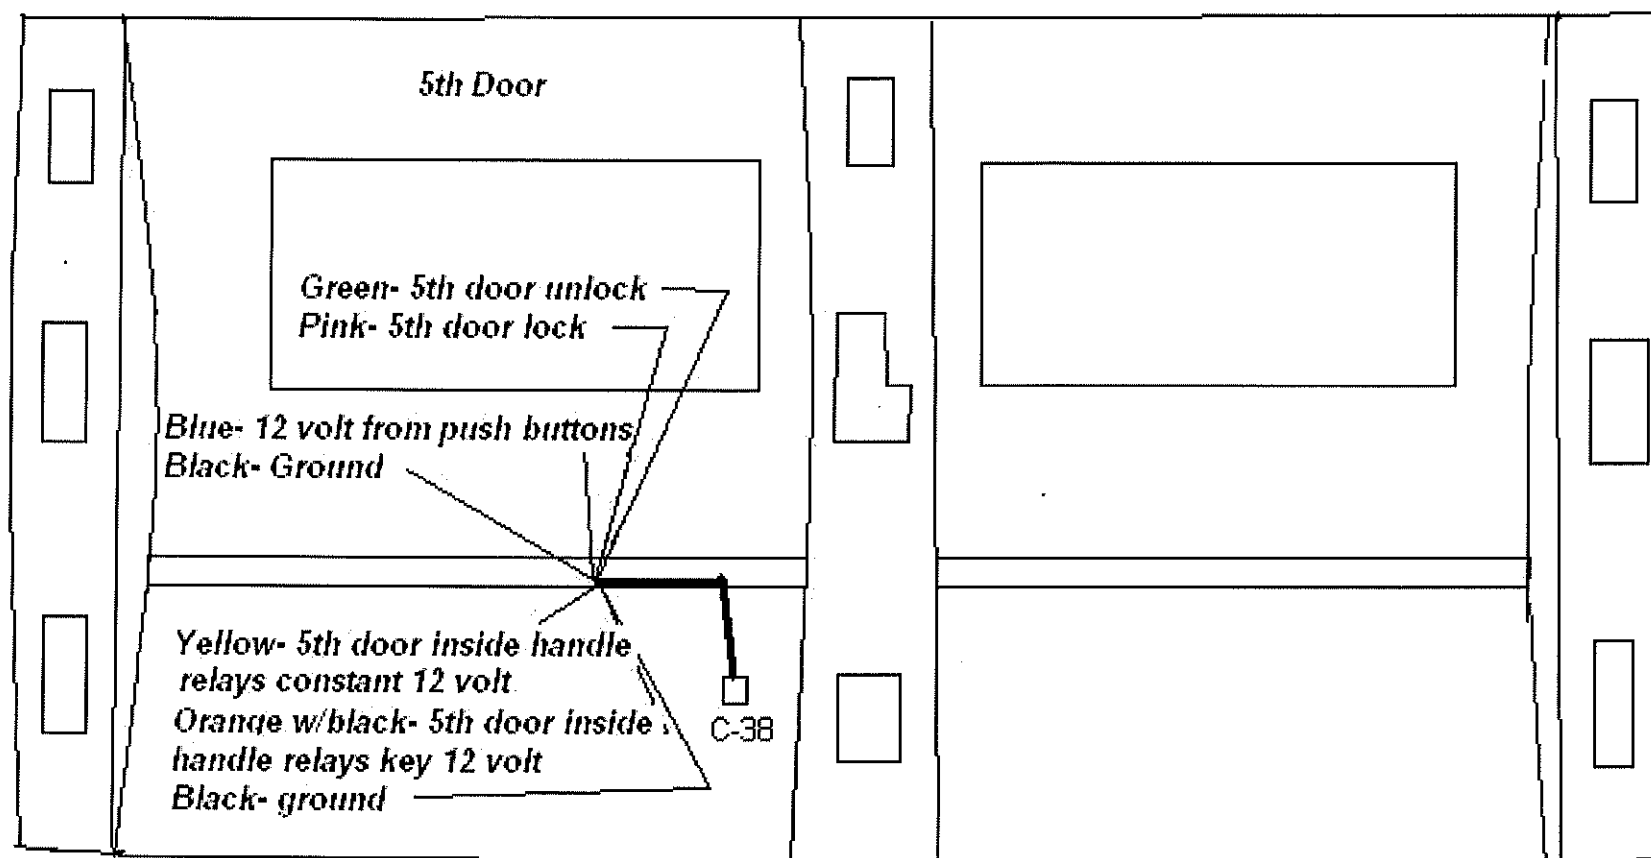 5th Door
Green- 5th door unlock
Pink- 5th door lock
Blue- 12 volt from push buttons
Black- Ground
Yellow- 5th door inside handle
relays constant 12 volt
Orange w/black- 5th door inside
handle relays key 12 volt
Black- ground
C-38